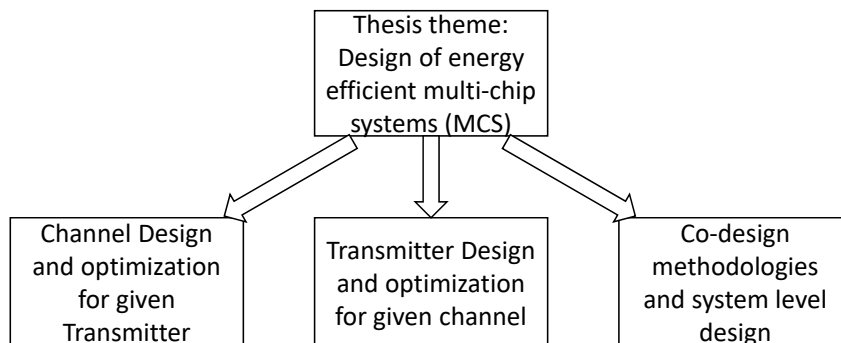 Thesis theme:
Design of energy
efficient multi-chip
systems (MCS)
Channel Design
and optimization
for given
Transmitter
Transmitter Design
and optimization
for given channel
Co-design
methodologies
and system level
design